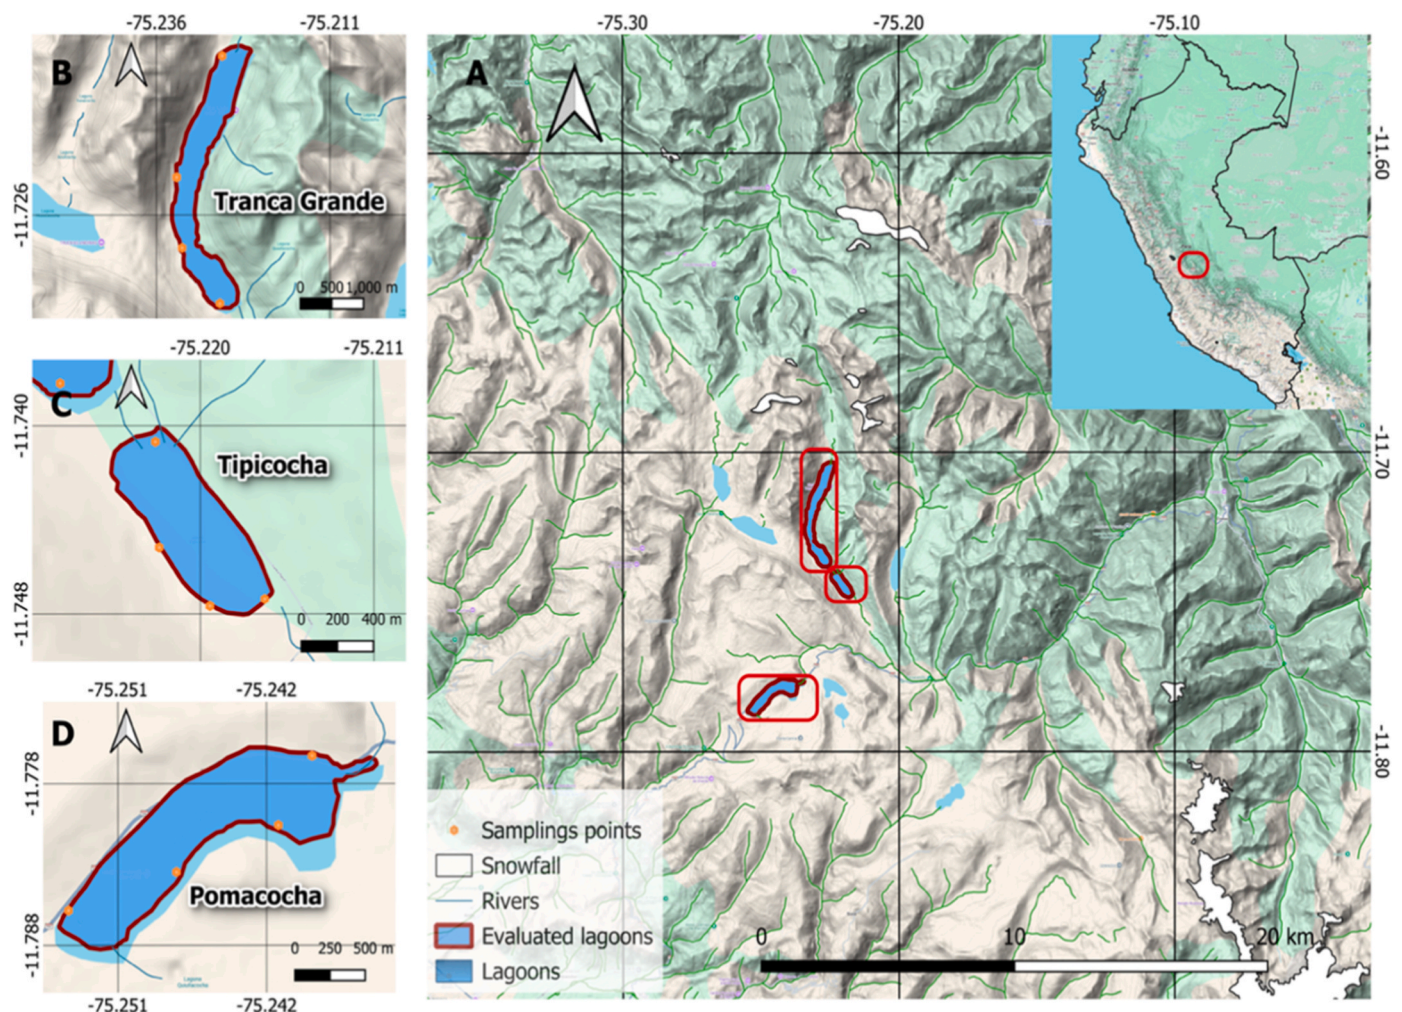 -75.236
-75.211
B
-11.726
Tranca Grande
0 500 1,000 m
-75.220
-75.211
C
-11.740
Tipicocha
-11.748
0 200 400 m
-75.251
-75.242
D
-11.778
Pomacocha
-11.788
0 250 500 m
-75.251
-75.242
-75.30
-75.20
-75.10
A
-11.60
-11.70
-11.80
Samplings points
Snowfall
Rivers
Evaluated lagoons
Lagoons
0 10 20 km